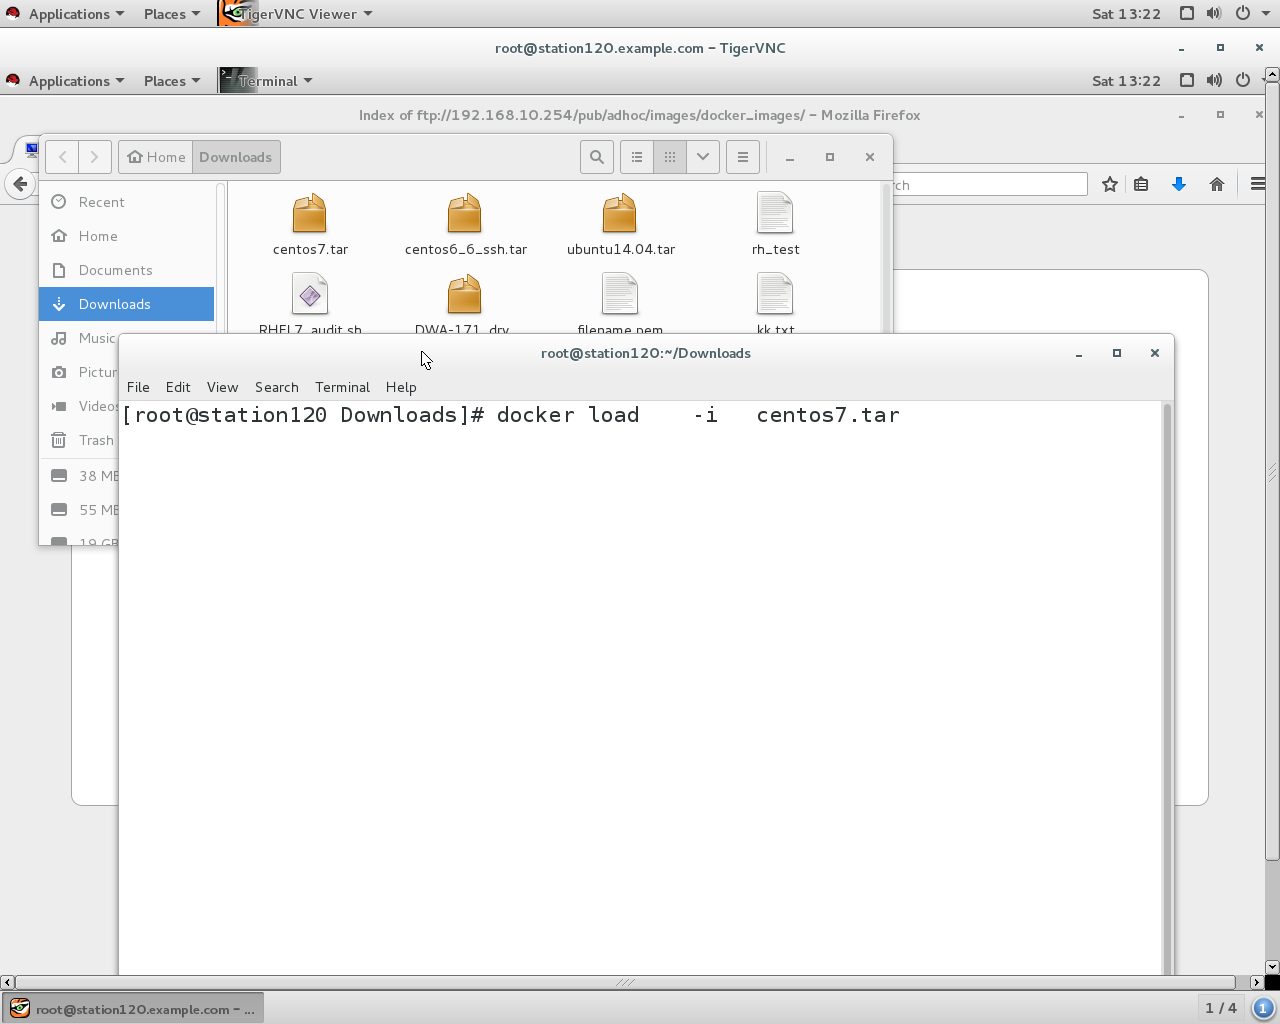 Applications Places TigerVNC Viewer Sat 13:22
root@station120.example.com - TigerVNC
Applications Places Terminal Sat 13:22
Index of ftp://192.168.10.254/pub/adhoc/images/docker_images/ - Mozilla Firefox
Home Downloads
rch
Recent
Home
Documents
Downloads
Music
Pictur
Videos
Trash
38 ME
55 ME
19 GB
centos7.tar centos6_6_ssh.tar ubuntu14.04.tar rh_test
RHEL7_audit.sh DWA-171_drv filename.pem kk.txt
root@station120:~/Downloads
File Edit View Search Terminal Help
[root@station120 Downloads]# docker load    -i   centos7.tar
root@station120.example.com - ... 1 / 4 1